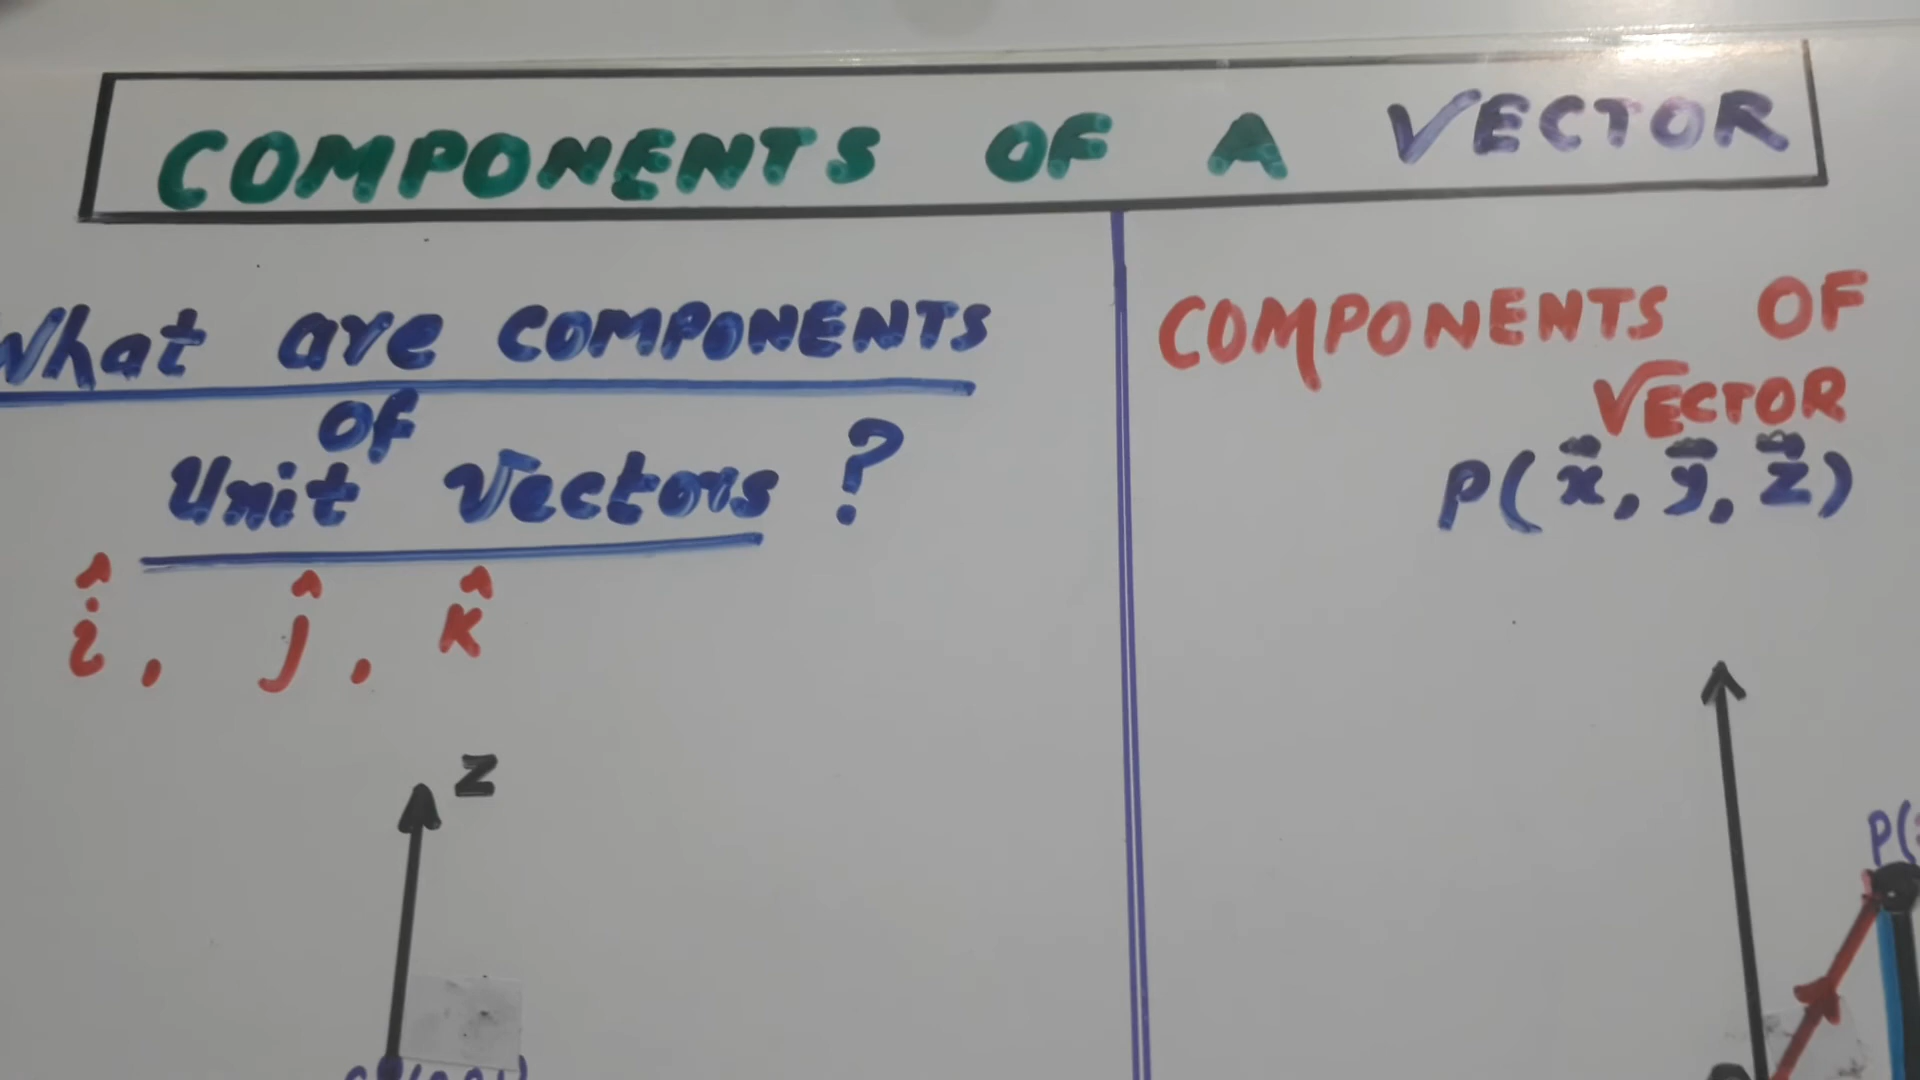 COMPONENTS OF A VECTOR
What are COMPONENTS
of
Unit Vectors ?
î, ĵ, k̂
Z
COMPONENTS OF
VECTOR
P(x⃗, y⃗, z⃗)
P(